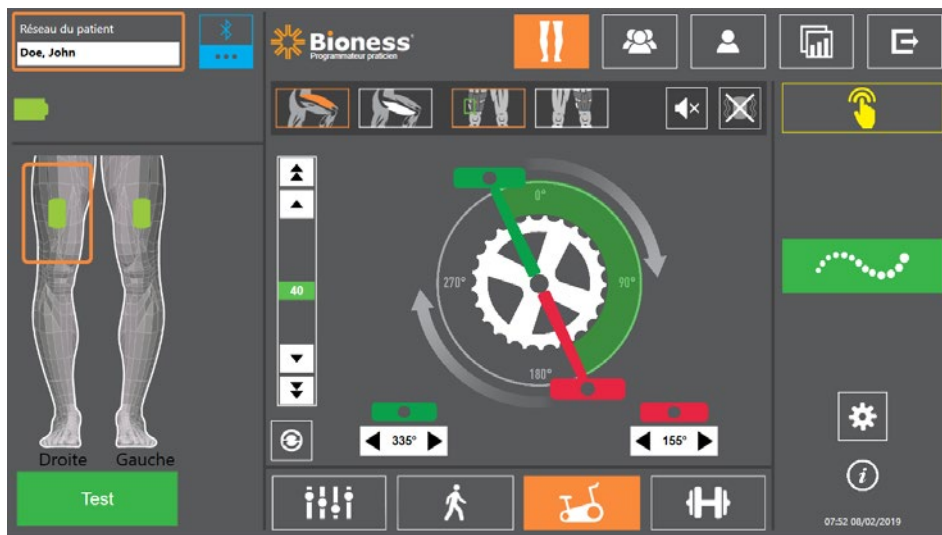 Réseau du patient
Doe, John
Bioness
Programmateur praticien
40
0°
90°
180°
270°
335°
155°
Droite Gauche
Test
07:52 08/02/2019